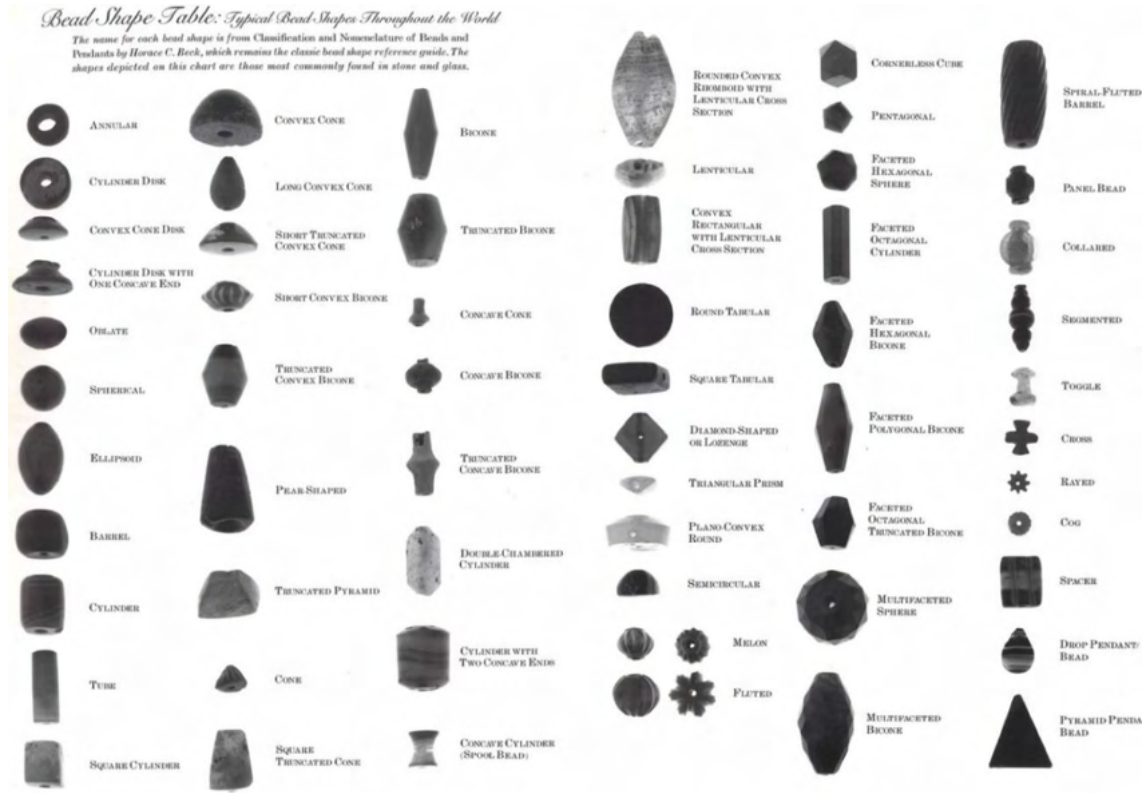 Bead Shape Table: Typical Bead Shapes Throughout the World
The name for each bead shape is from Classification and Nomenclature of Beads and
Pendants by Horace C. Beck, which remains the classic bead shape reference guide. The
shapes depicted on this chart are those most commonly found in stone and glass.
ANNULAR
CYLINDER DISK
CONVEX CONE DISK
CYLINDER DISK WITH
ONE CONCAVE END
OBLATE
SPHERICAL
ELLIPSOID
BARREL
CYLINDER
TUBE
SQUARE CYLINDER
CONVEX CONE
LONG CONVEX CONE
SHORT TRUNCATED
CONVEX CONE
SHORT CONVEX BICONE
TRUNCATED
CONVEX BICONE
PEAR-SHAPED
TRUNCATED PYRAMID
CONE
SQUARE
TRUNCATED CONE
BICONE
TRUNCATED BICONE
CONCAVE CONE
CONCAVE BICONE
TRUNCATED
CONCAVE BICONE
DOUBLE-CHAMBERED
CYLINDER
CYLINDER WITH
TWO CONCAVE ENDS
CONCAVE CYLINDER
(SPOOL BEAD)
ROUNDED CONVEX
RHOMBOID WITH
LENTICULAR CROSS
SECTION
LENTICULAR
CONVEX
RECTANGULAR
WITH LENTICULAR
CROSS SECTION
ROUND TABULAR
SQUARE TABULAR
DIAMOND-SHAPED
OR LOZENGE
TRIANGULAR PRISM
PLANO-CONVEX
ROUND
SEMICIRCULAR
MELON
FLUTED
CORNERLESS CUBE
PENTAGONAL
FACETED
HEXAGONAL
SPHERE
FACETED
OCTAGONAL
CYLINDER
FACETED
HEXAGONAL
BICONE
FACETED
POLYGONAL BICONE
FACETED
OCTAGONAL
TRUNCATED BICONE
MULTIFACETED
SPHERE
MULTIFACETED
BICONE
SPIRAL-FLUTED
BARREL
PANEL BEAD
COLLARED
SEGMENTED
TOGGLE
CROSS
RAYED
COG
SPACER
DROP PENDANT/
BEAD
PYRAMID PENDA
BEAD